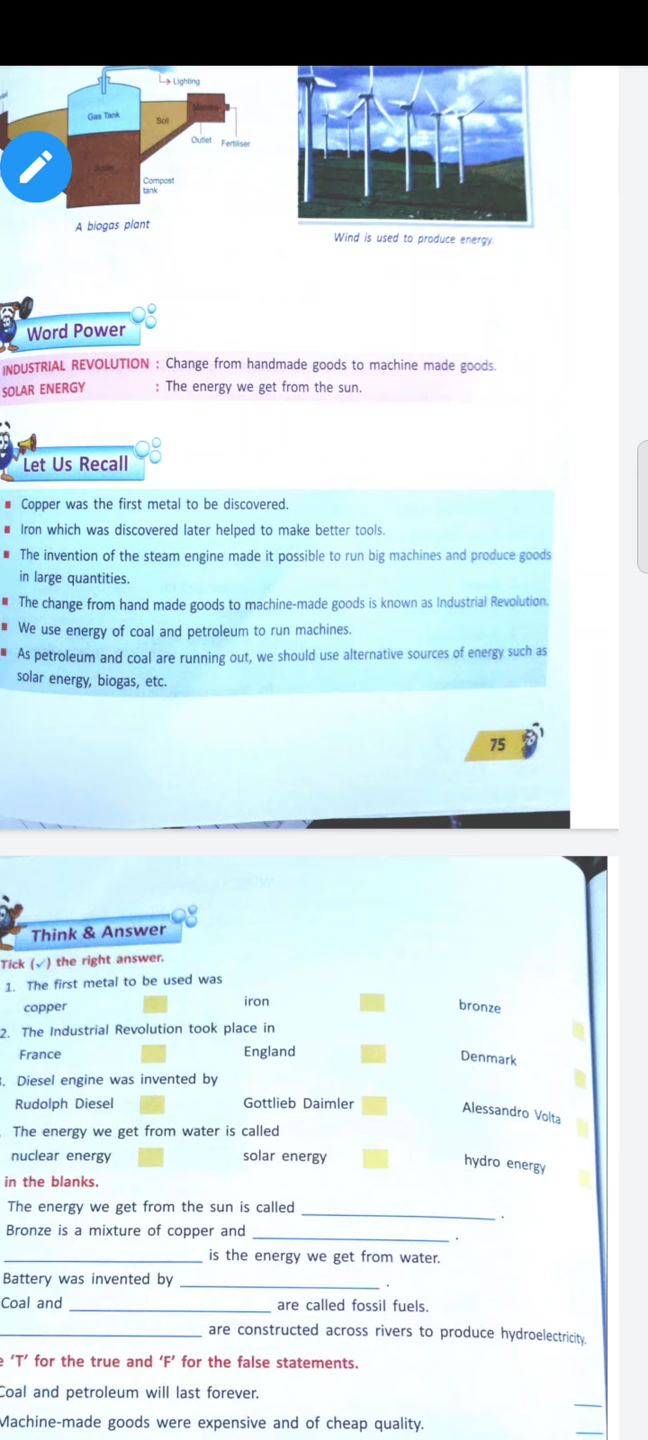 Lighting
Gas Tank
Soil
Outlet Fertiliser
Compost
tank
A biogas plant
Wind is used to produce energy.
Word Power
INDUSTRIAL REVOLUTION : Change from handmade goods to machine made goods.
SOLAR ENERGY : The energy we get from the sun.
Let Us Recall
Copper was the first metal to be discovered.
Iron which was discovered later helped to make better tools.
The invention of the steam engine made it possible to run big machines and produce goods
in large quantities.
The change from hand made goods to machine-made goods is known as Industrial Revolution.
We use energy of coal and petroleum to run machines.
As petroleum and coal are running out, we should use alternative sources of energy such as
solar energy, biogas, etc.
75
Think & Answer
Tick (✓) the right answer.
1. The first metal to be used was
copper iron bronze
2. The Industrial Revolution took place in
France England Denmark
. Diesel engine was invented by
Rudolph Diesel Gottlieb Daimler Alessandro Volta
The energy we get from water is called
nuclear energy solar energy hydro energy
in the blanks.
The energy we get from the sun is called ____________ .
Bronze is a mixture of copper and ____________ .
____________ is the energy we get from water.
Battery was invented by ____________ .
Coal and ____________ are called fossil fuels.
____________ are constructed across rivers to produce hydroelectricity.
e 'T' for the true and 'F' for the false statements.
Coal and petroleum will last forever. ____
Machine-made goods were expensive and of cheap quality. ____